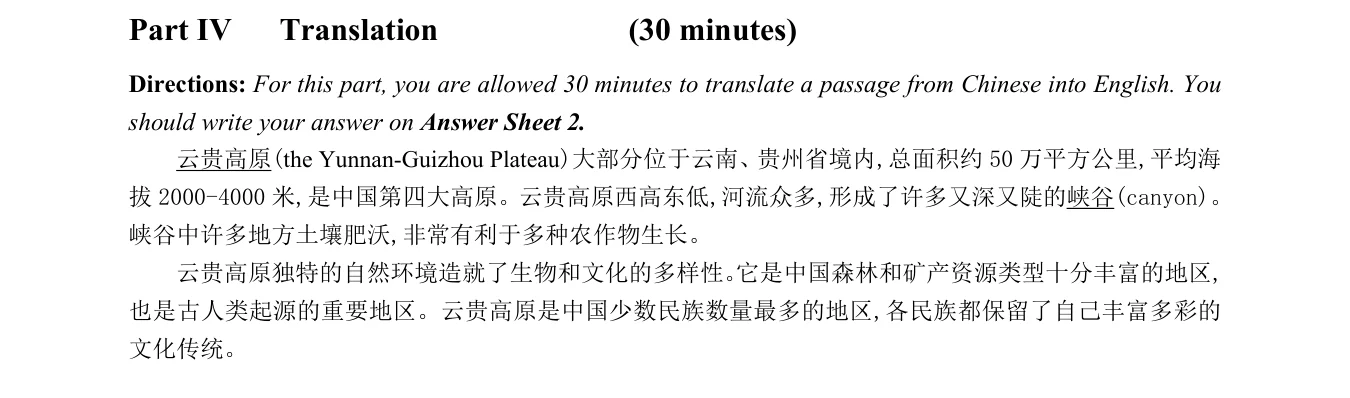 Part IV Translation (30 minutes)
Directions: For this part, you are allowed 30 minutes to translate a passage from Chinese into English. You
should write your answer on Answer Sheet 2.
云贵高原(the Yunnan-Guizhou Plateau)大部分位于云南、贵州省境内,总面积约 50 万平方公里,平均海
拔 2000-4000 米,是中国第四大高原。云贵高原西高东低,河流众多,形成了许多又深又陡的峡谷(canyon)。
峡谷中许多地方土壤肥沃,非常有利于多种农作物生长。
云贵高原独特的自然环境造就了生物和文化的多样性。它是中国森林和矿产资源类型十分丰富的地区,
也是古人类起源的重要地区。云贵高原是中国少数民族数量最多的地区,各民族都保留了自己丰富多彩的
文化传统。